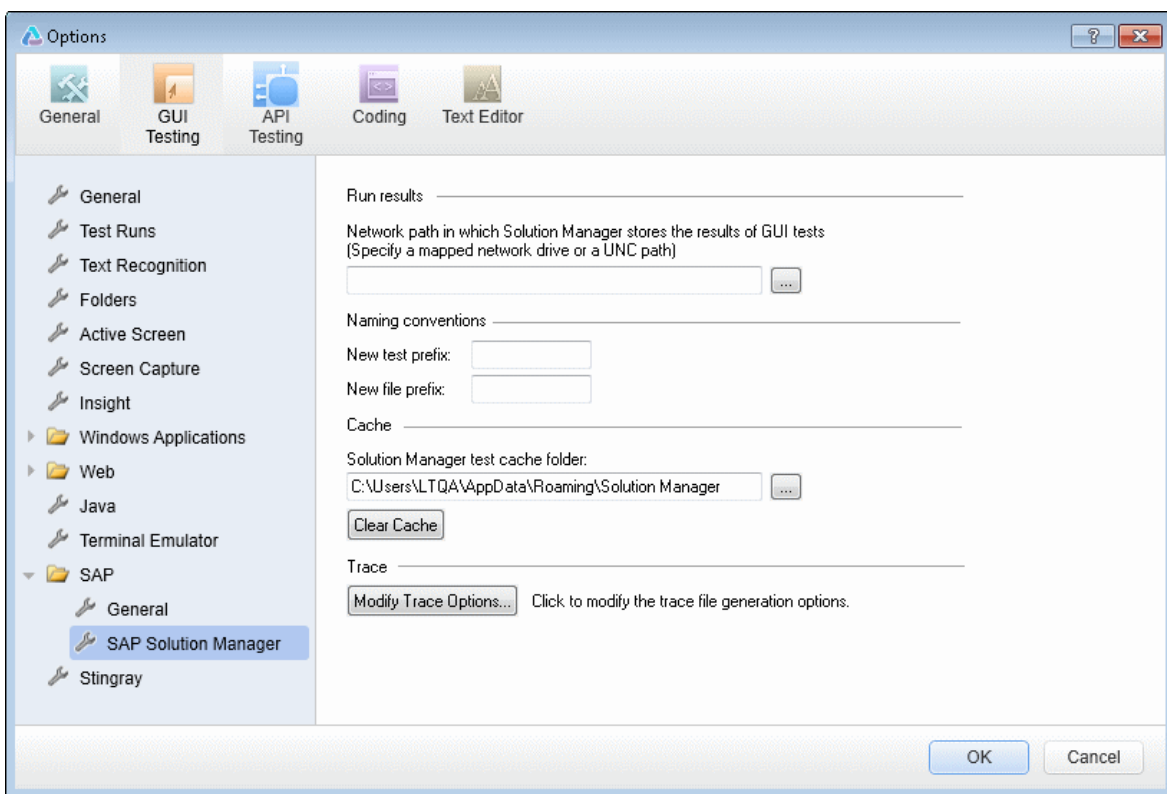 Options
?
General
GUI
Testing
API
Testing
Coding
Text Editor
General
Test Runs
Text Recognition
Folders
Active Screen
Screen Capture
Insight
Windows Applications
Web
Java
Terminal Emulator
SAP
General
SAP Solution Manager
Stingray
Run results
Network path in which Solution Manager stores the results of GUI tests
(Specify a mapped network drive or a UNC path)
...
Naming conventions
New test prefix:
New file prefix:
Cache
Solution Manager test cache folder:
C:\Users\LTQA\AppData\Roaming\Solution Manager
...
Clear Cache
Trace
Modify Trace Options...
Click to modify the trace file generation options.
OK
Cancel